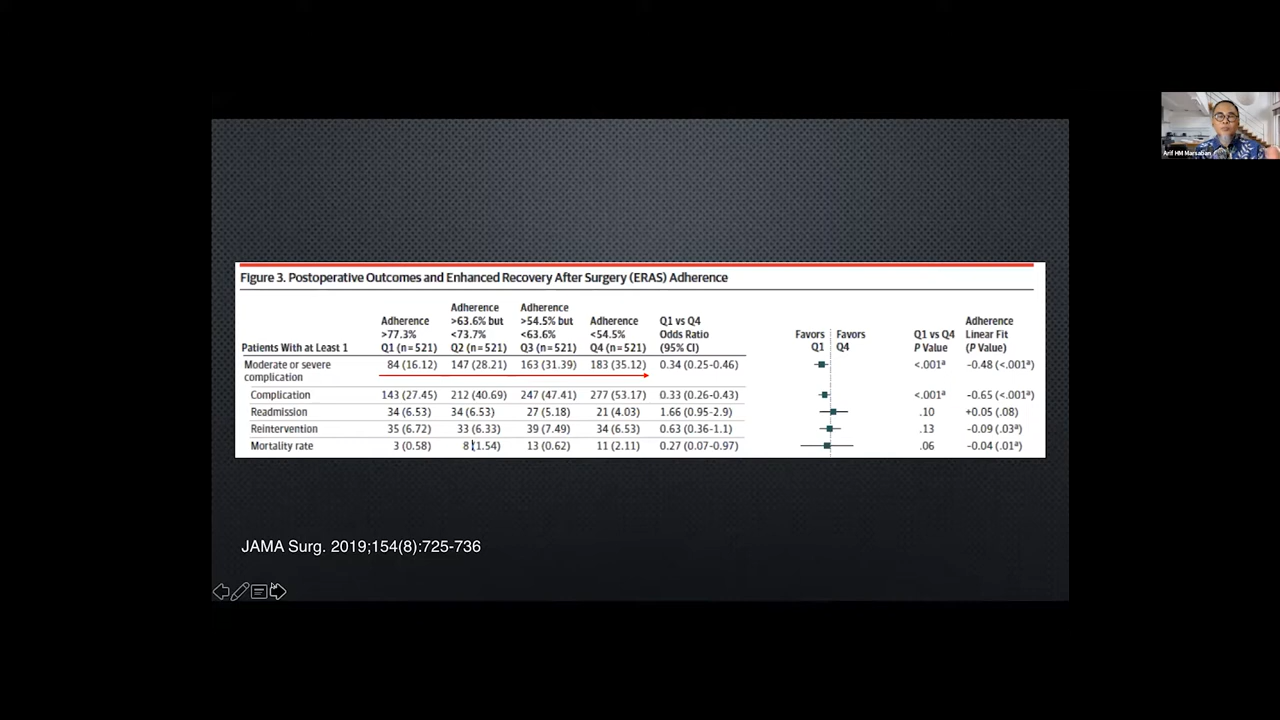 Figure 3. Postoperative Outcomes and Enhanced Recovery After Surgery (ERAS) Adherence
Patients With at Least 1 | Adherence >77.3% Q1 (n=521) | Adherence >63.6% but <73.7% Q2 (n=521) | Adherence >54.5% but <63.6% Q3 (n=521) | Adherence <54.5% Q4 (n=521) | Q1 vs Q4 Odds Ratio (95% CI) | Favors Q1 | Favors Q4 | Q1 vs Q4 P Value | Adherence Linear Fit (P Value)
Moderate or severe complication | 84 (16.12) | 147 (28.21) | 163 (31.39) | 183 (35.12) | 0.34 (0.25-0.46) | <.001a | -0.48 (<.001a)
Complication | 143 (27.45) | 212 (40.69) | 247 (47.41) | 277 (53.17) | 0.33 (0.26-0.43) | <.001a | -0.65 (<.001a)
Readmission | 34 (6.53) | 34 (6.53) | 27 (5.18) | 21 (4.03) | 1.66 (0.95-2.9) | .10 | +0.05 (.08)
Reintervention | 35 (6.72) | 33 (6.33) | 39 (7.49) | 34 (6.53) | 0.63 (0.36-1.1) | .13 | -0.09 (.03a)
Mortality rate | 3 (0.58) | 8 (1.54) | 13 (0.62) | 11 (2.11) | 0.27 (0.07-0.97) | .06 | -0.04 (.01a)
JAMA Surg. 2019;154(8):725-736
Arif HM Marsaban